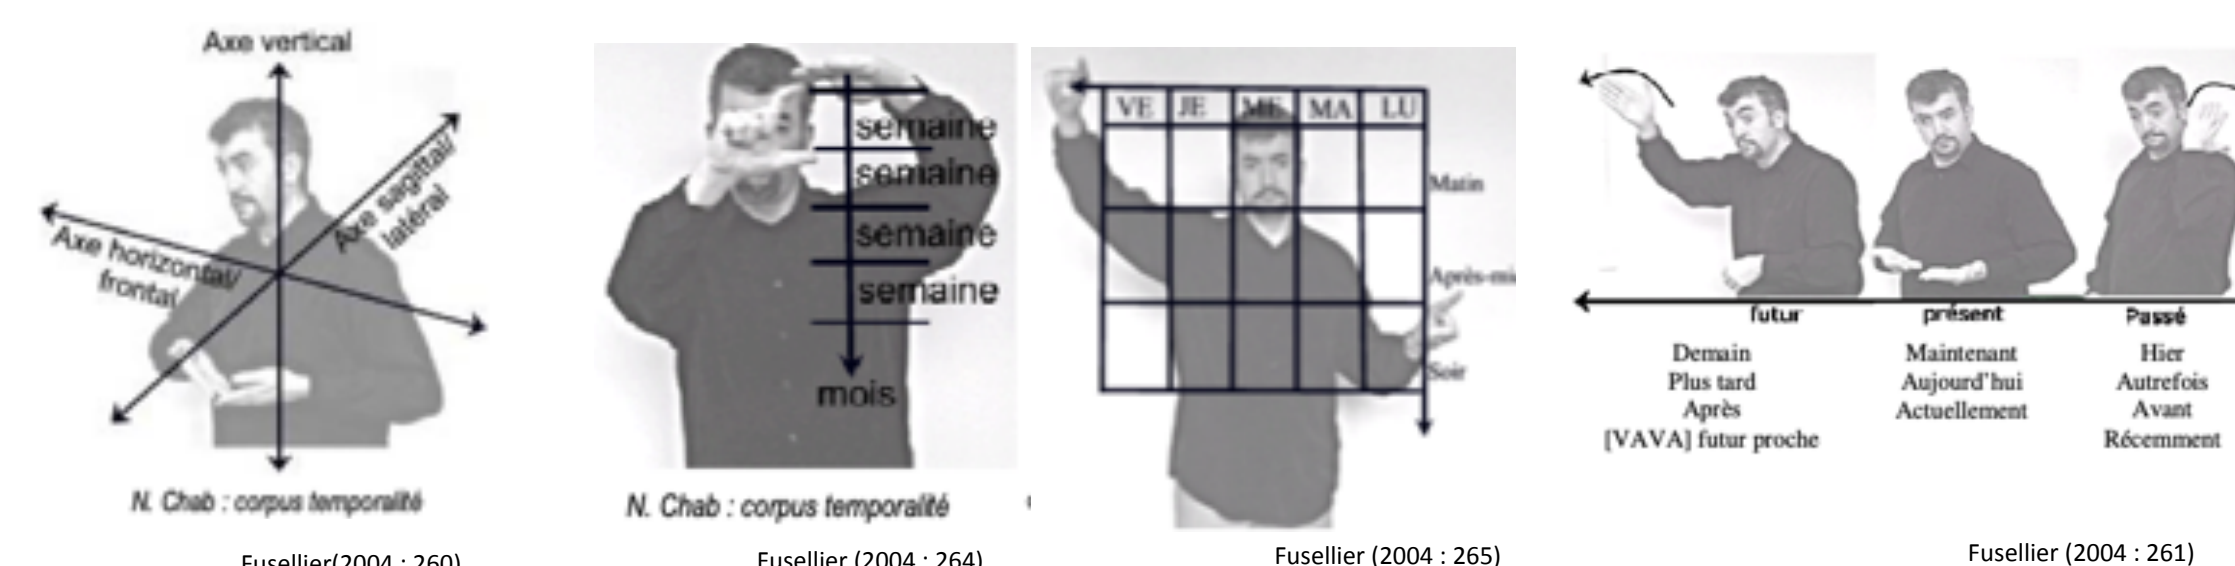 Axe vertical
Axe sagittal/
latéral
Axe horizontal/
frontal
N. Chab : corpus temporalité
Fusellier(2004 : 260)
semaine
semaine
semaine
semaine
mois
N. Chab : corpus temporalité
Fusellier (2004 : 264)
VE JE ME MA LU
Matin
Après-mi
Soir
Fusellier (2004 : 265)
futur présent Passé
Demain Maintenant Hier
Plus tard Aujourd'hui Autrefois
Après Actuellement Avant
[VAVA] futur proche Récemment
Fusellier (2004 : 261)